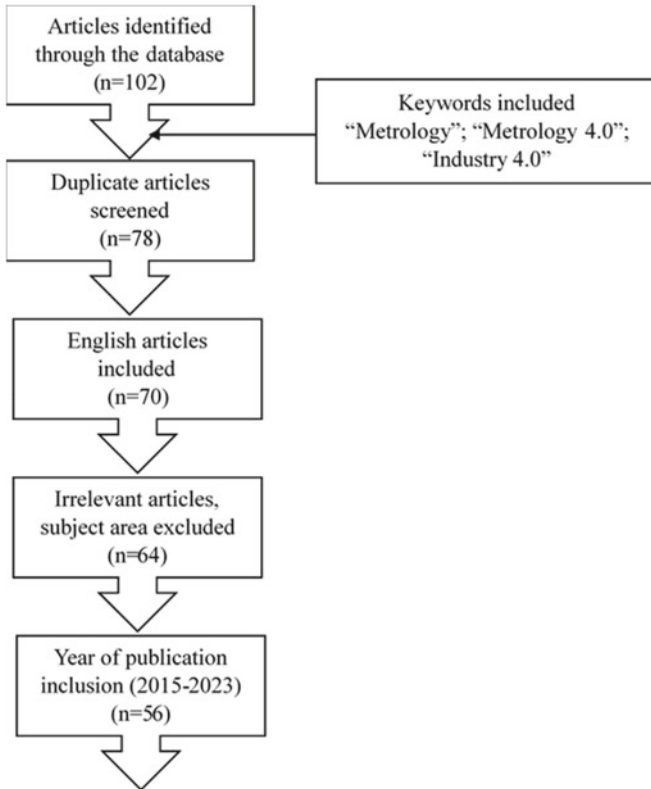 Articles identified
through the database
(n=102)
Keywords included
“Metrology”; “Metrology 4.0”;
“Industry 4.0”
Duplicate articles
screened
(n=78)
English articles
included
(n=70)
Irrelevant articles,
subject area excluded
(n=64)
Year of publication
inclusion (2015-2023)
(n=56)